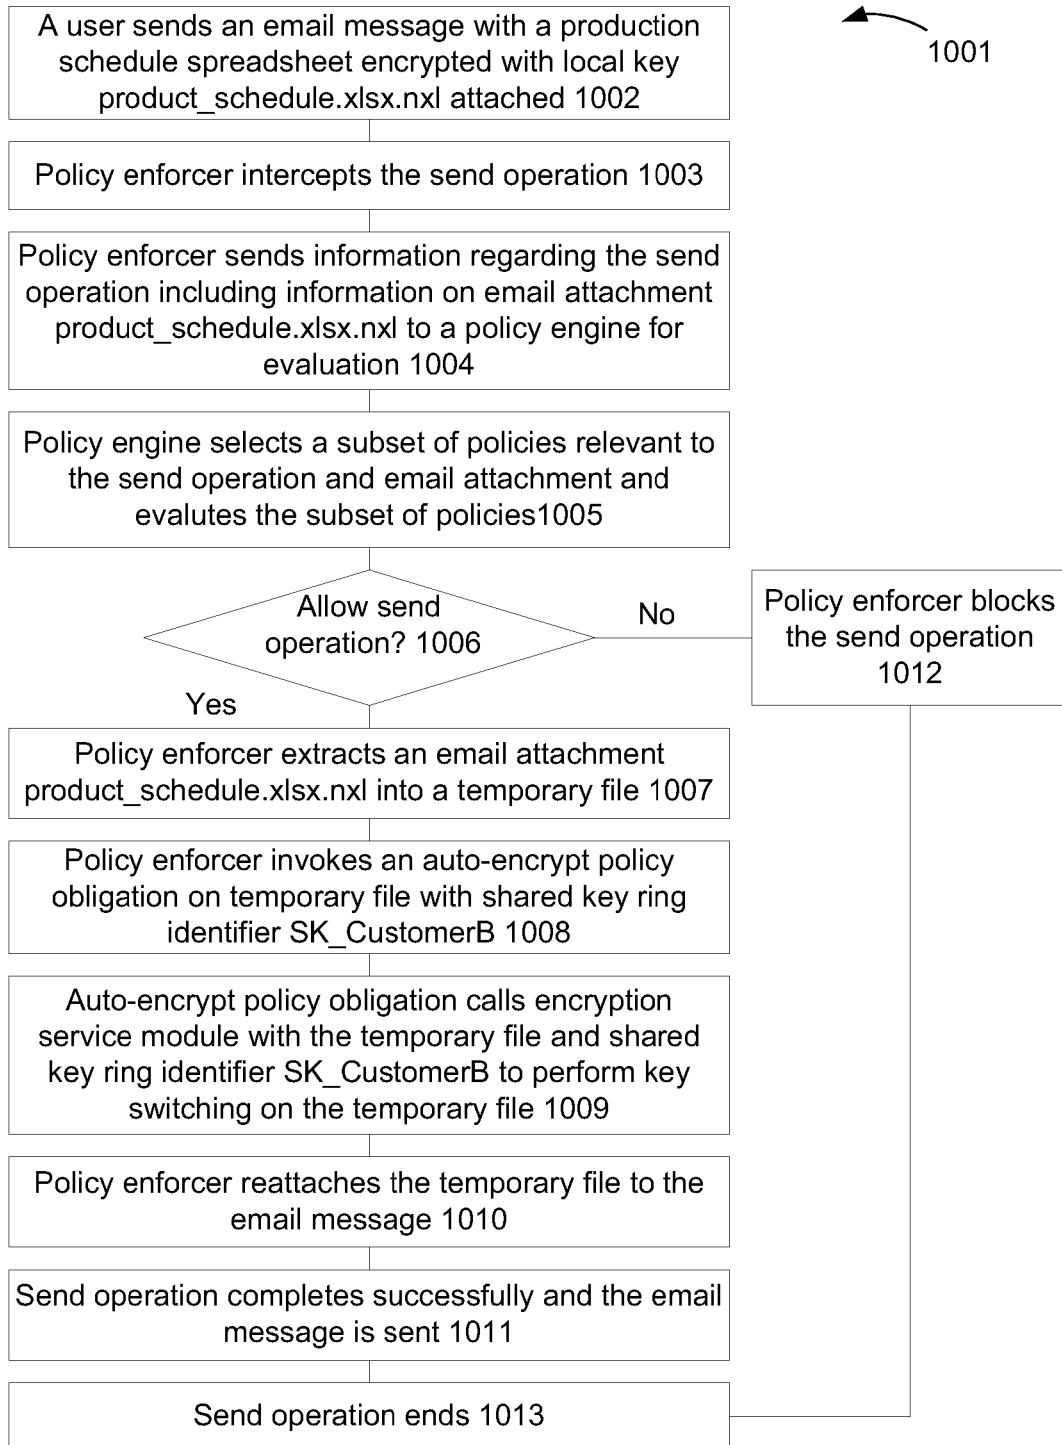 A user sends an email message with a production
schedule spreadsheet encrypted with local key
product_schedule.xlsx.nxl attached 1002
1001
Policy enforcer intercepts the send operation 1003
Policy enforcer sends information regarding the send
operation including information on email attachment
product_schedule.xlsx.nxl to a policy engine for
evaluation 1004
Policy engine selects a subset of policies relevant to
the send operation and email attachment and
evalutes the subset of policies1005
Allow send
operation? 1006
No
Policy enforcer blocks
the send operation
1012
Yes
Policy enforcer extracts an email attachment
product_schedule.xlsx.nxl into a temporary file 1007
Policy enforcer invokes an auto-encrypt policy
obligation on temporary file with shared key ring
identifier SK_CustomerB 1008
Auto-encrypt policy obligation calls encryption
service module with the temporary file and shared
key ring identifier SK_CustomerB to perform key
switching on the temporary file 1009
Policy enforcer reattaches the temporary file to the
email message 1010
Send operation completes successfully and the email
message is sent 1011
Send operation ends 1013